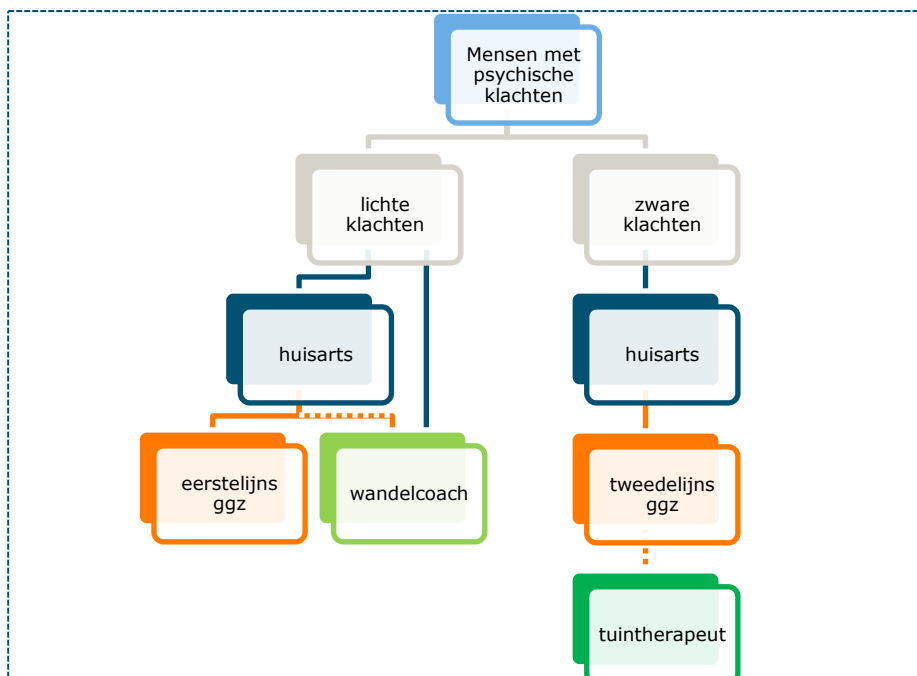 Mensen met
psychische
klachten
lichte
klachten
zware
klachten
huisarts
huisarts
eerstelijns
ggz
wandelcoach
tweedelijns
ggz
tuintherapeut